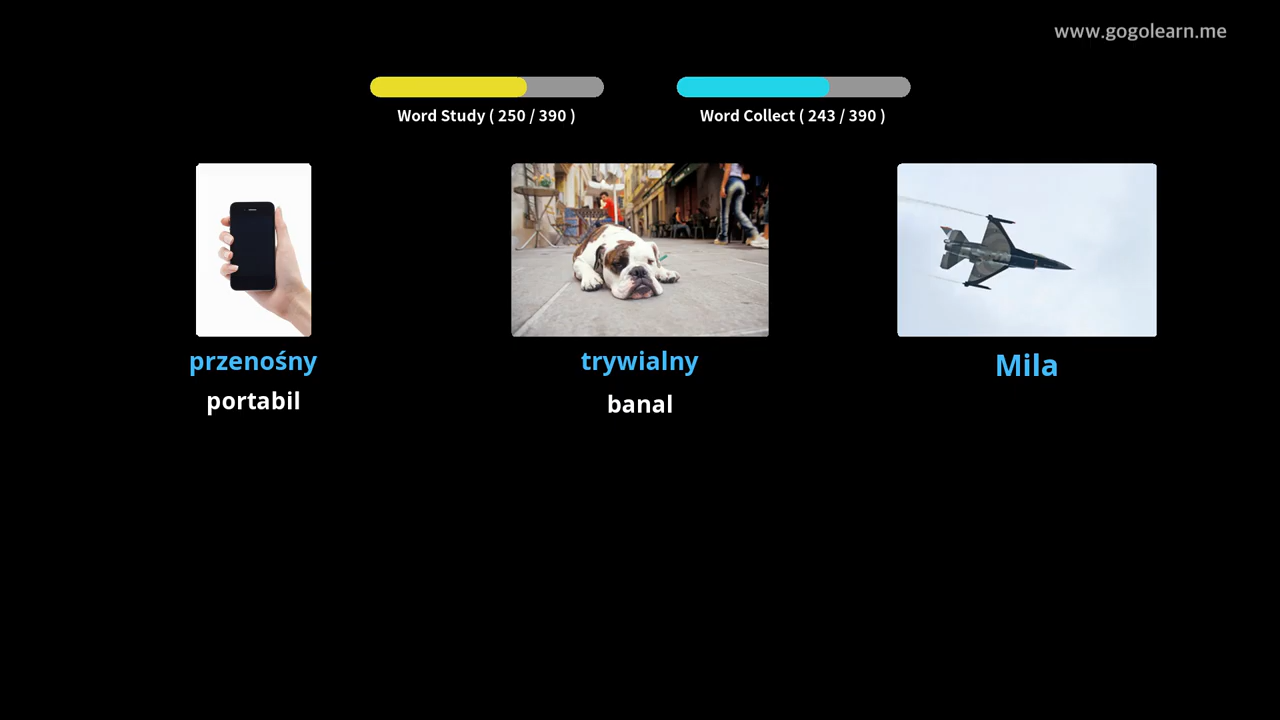 www.gogolearn.me
Word Study ( 250 / 390 )
Word Collect ( 243 / 390 )
przenośny
trywialny
Mila
portabil
banal